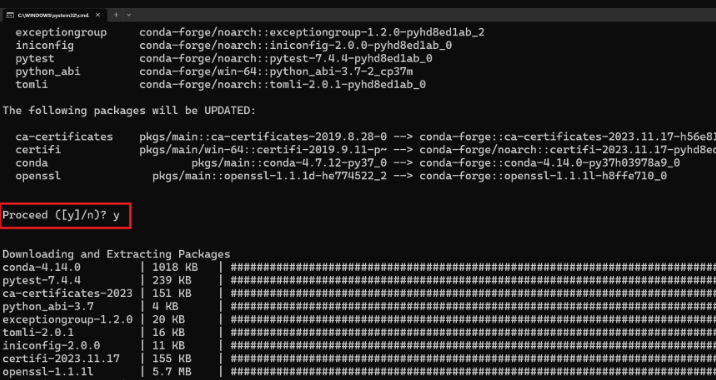 C:\WINDOWS\system32\cmd.
exceptiongroup conda-forge/noarch::exceptiongroup-1.2.0-pyhd8ed1ab_2
iniconfig conda-forge/noarch::iniconfig-2.0.0-pyhd8ed1ab_0
pytest conda-forge/noarch::pytest-7.4.4-pyhd8ed1ab_0
python_abi conda-forge/win-64::python_abi-3.7-2_cp37m
tomli conda-forge/noarch::tomli-2.0.1-pyhd8ed1ab_0
The following packages will be UPDATED:
ca-certificates pkgs/main::ca-certificates-2019.8.28-0 --> conda-forge::ca-certificates-2023.11.17-h56e81
certifi pkgs/main/win-64::certifi-2019.9.11-p~ --> conda-forge/noarch::certifi-2023.11.17-pyhd8ed
conda pkgs/main::conda-4.7.12-py37_0 --> conda-forge::conda-4.14.0-py37h03978a9_0
openssl pkgs/main::openssl-1.1.1d-he774522_2 --> conda-forge::openssl-1.1.1l-h8ffe710_0
Proceed ([y]/n)? y
Downloading and Extracting Packages
conda-4.14.0 | 1018 KB | ##########################################################################
pytest-7.4.4 | 239 KB | ##########################################################################
ca-certificates-2023 | 151 KB | ##########################################################################
python_abi-3.7 | 4 KB | ##########################################################################
exceptiongroup-1.2.0 | 20 KB | ##########################################################################
tomli-2.0.1 | 16 KB | ##########################################################################
iniconfig-2.0.0 | 11 KB | ##########################################################################
certifi-2023.11.17 | 155 KB | ##########################################################################
openssl-1.1.1l | 5.7 MB | ##########################################################################